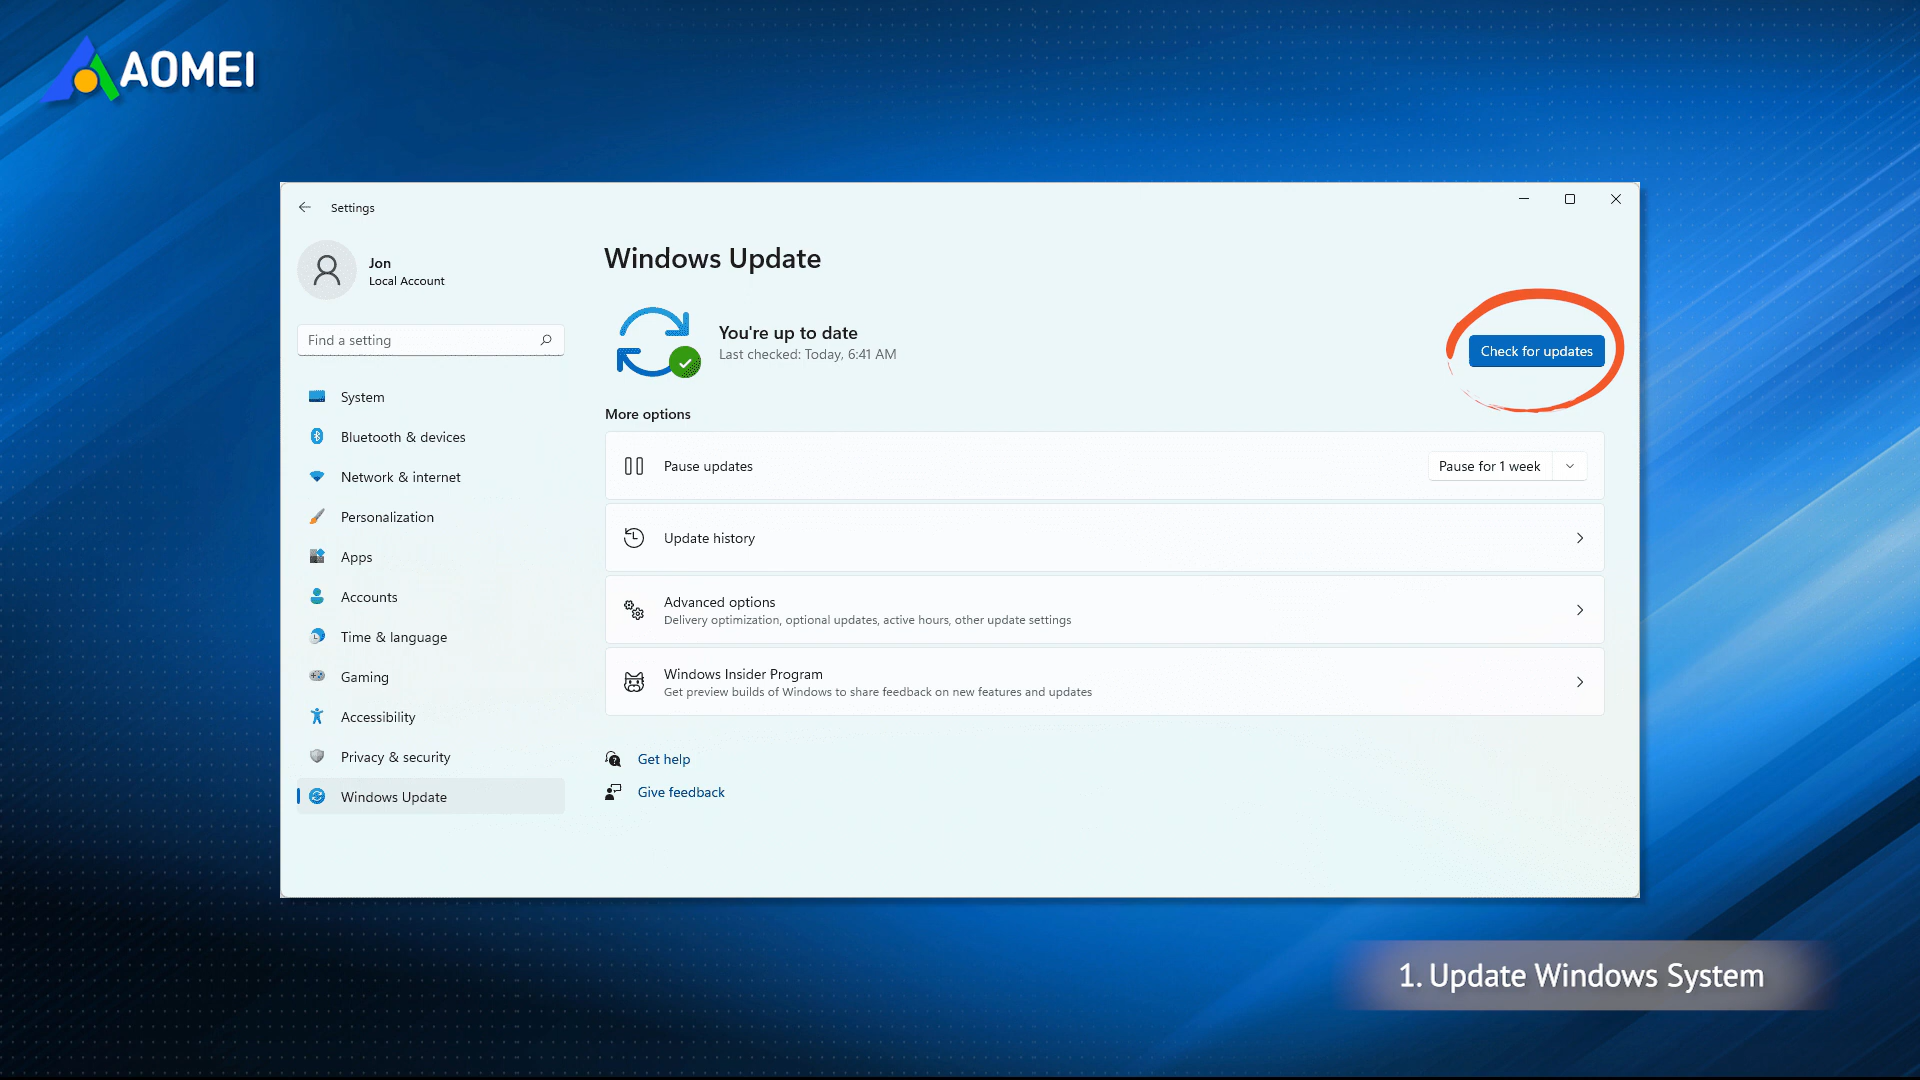 AOMEI
Settings
Jon
Local Account
Find a setting
System
Bluetooth & devices
Network & internet
Personalization
Apps
Accounts
Time & language
Gaming
Accessibility
Privacy & security
Windows Update
Windows Update
You're up to date
Last checked: Today, 6:41 AM
Check for updates
More options
Pause updates
Pause for 1 week
Update history
Advanced options
Delivery optimization, optional updates, active hours, other update settings
Windows Insider Program
Get preview builds of Windows to share feedback on new features and updates
Get help
Give feedback
1. Update Windows System